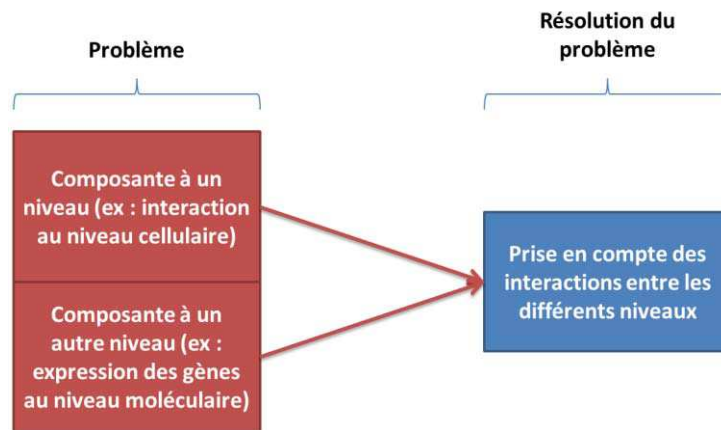 Problème
Résolution du
problème
Composante à un
niveau (ex : interaction
au niveau cellulaire)
Composante à un
autre niveau (ex :
expression des gènes
au niveau moléculaire)
Prise en compte des
interactions entre les
différents niveaux